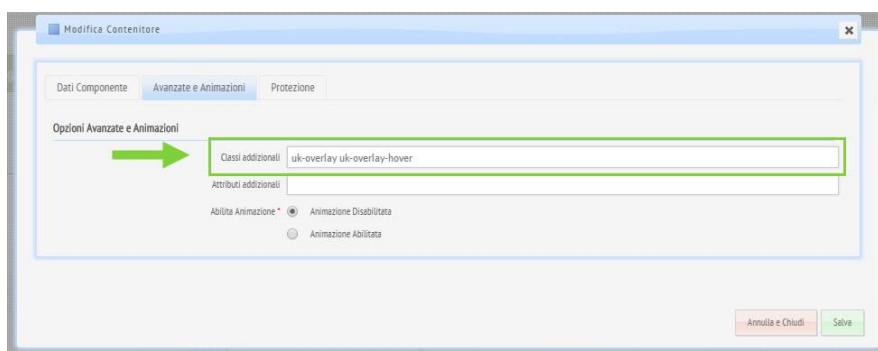 Modifica Contenitore
Dati Componente Avanzate e Animazioni Protezione
Opzioni Avanzate e Animazioni
Classi addizionali uk-overlay uk-overlay-hover
Attributi addizionali
Abilita Animazione * Animazione Disabilitata
Animazione Abilitata
Annulla e Chiudi Salva